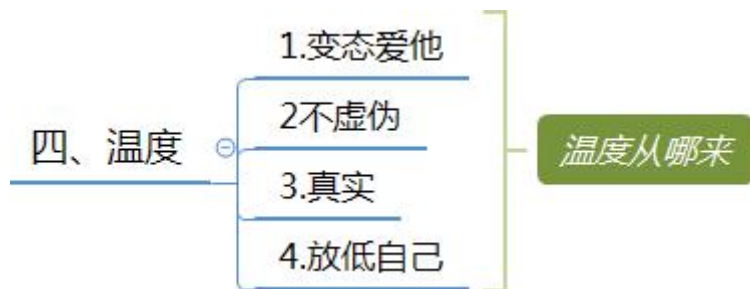 四、温度
1.变态爱他
2不虚伪
3.真实
4.放低自己
温度从哪来